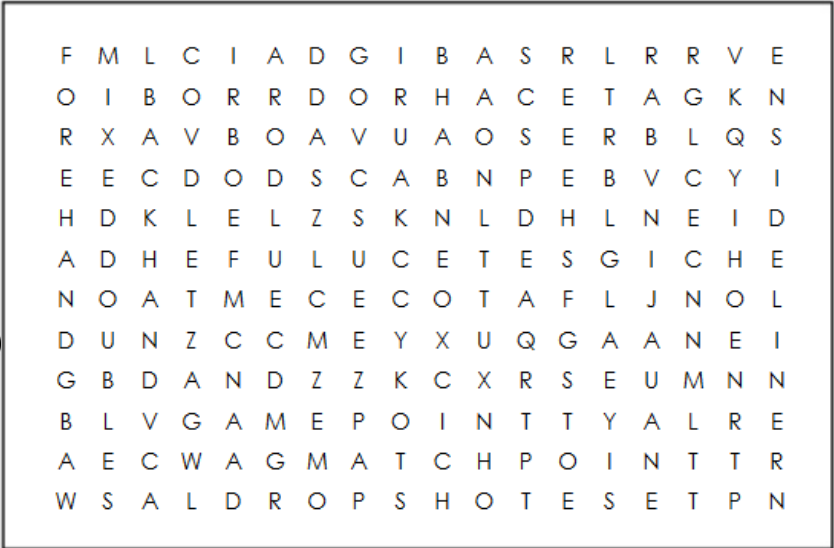 F M L C I A D G I B A S R L R R V E
O I B O R R D O R H A C E T A G K N
R X A V B O A V U A O S E R B L Q S
E E C D O D S C A B N P E B V C Y I
H D K L E L Z S K N L D H L N E I D
A D H E F U L U C E T E S G I C H E
N O A T M E C E C O T A F L J N O L
D U N Z C C M E Y X U Q G A A N E I
G B D A N D Z Z K C X R S E U M N N
B L V G A M E P O I N T T Y A L R E
A E C W A G M A T C H P O I N T T R
W S A L D R O P S H O T E S E T P N